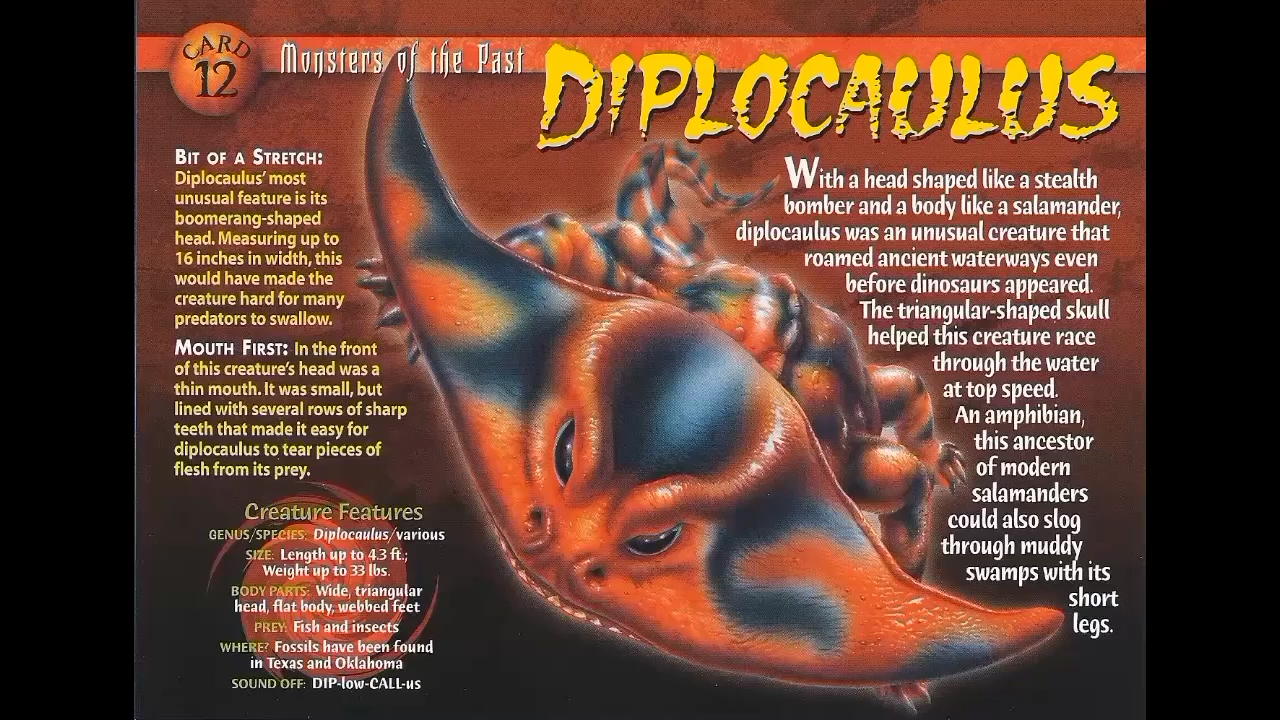 CARD
12
Monsters of the Past
DIPLOCAULUS
BIT OF A STRETCH:
Diplocaulus' most
unusual feature is its
boomerang-shaped
head. Measuring up to
16 inches in width, this
would have made the
creature hard for many
predators to swallow.
MOUTH FIRST: In the front
of this creature's head was a
thin mouth. It was small, but
lined with several rows of sharp
teeth that made it easy for
diplocaulus to tear pieces of
flesh from its prey.
Creature Features
GENUS/SPECIES: Diplocaulus/various
SIZE: Length up to 4.3 ft.;
Weight up to 33 lbs.
BODY PARTS: Wide, triangular
head, flat body, webbed feet
PREY: Fish and insects
WHERE? Fossils have been found
in Texas and Oklahoma
SOUND OFF: DIP-low-CALL-us
With a head shaped like a stealth
bomber and a body like a salamander,
diplocaulus was an unusual creature that
roamed ancient waterways even
before dinosaurs appeared.
The triangular-shaped skull
helped this creature race
through the water
at top speed.
An amphibian,
this ancestor
of modern
salamanders
could also slog
through muddy
swamps with its
short
legs.